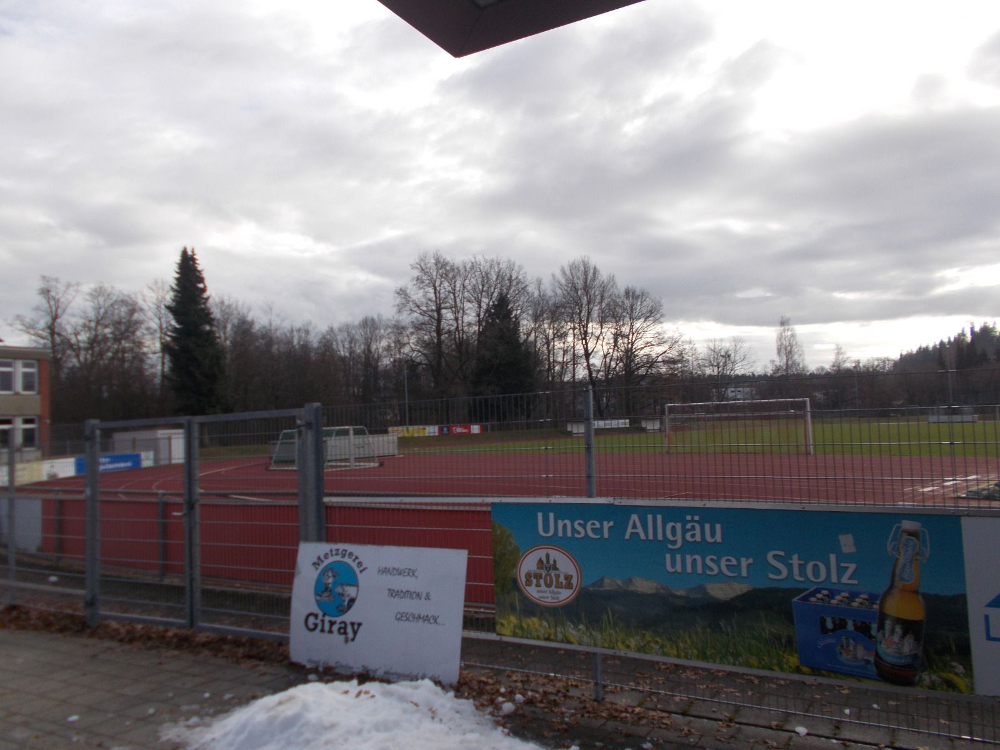 Metzgerei
Giray
HANDWERK,
TRADITION &
GESCHMACK...
Unser Allgäu
unser Stolz
STOLZ
unser Allgäu
unser Stolz